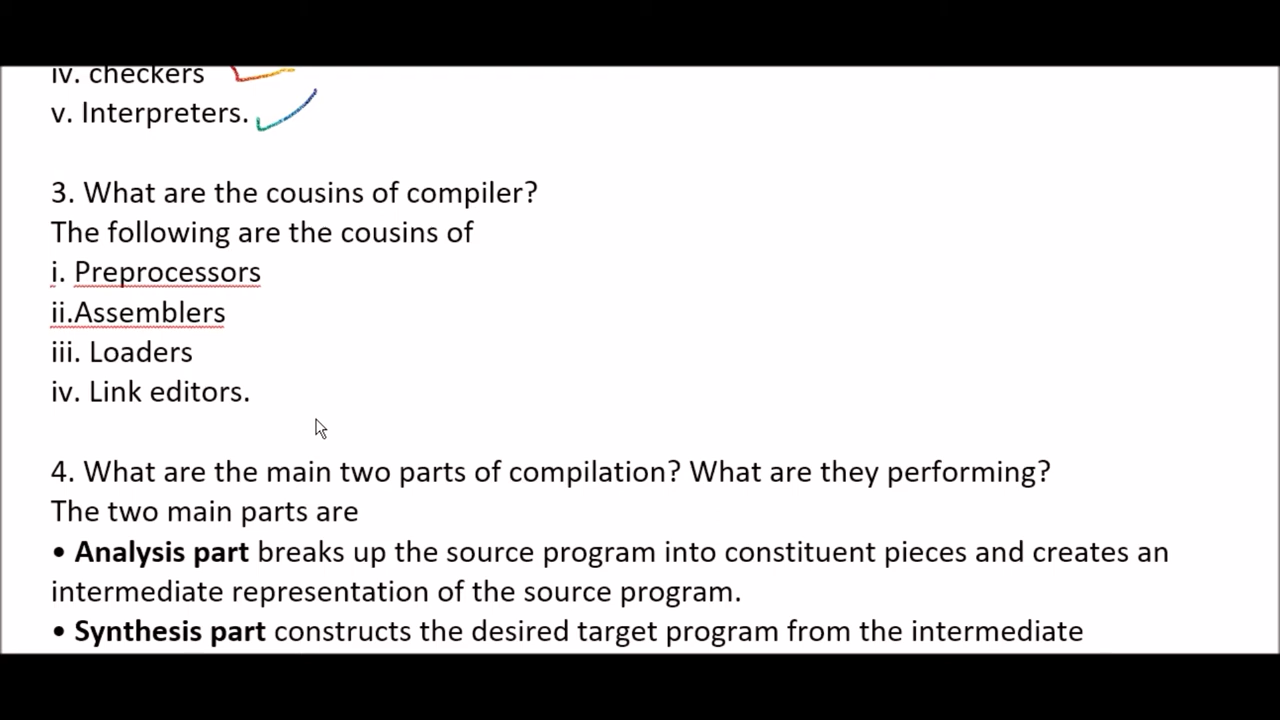 iv. checkers
v. Interpreters.
3. What are the cousins of compiler?
The following are the cousins of
i. Preprocessors
ii.Assemblers
iii. Loaders
iv. Link editors.
4. What are the main two parts of compilation? What are they performing?
The two main parts are
• Analysis part breaks up the source program into constituent pieces and creates an
intermediate representation of the source program.
• Synthesis part constructs the desired target program from the intermediate